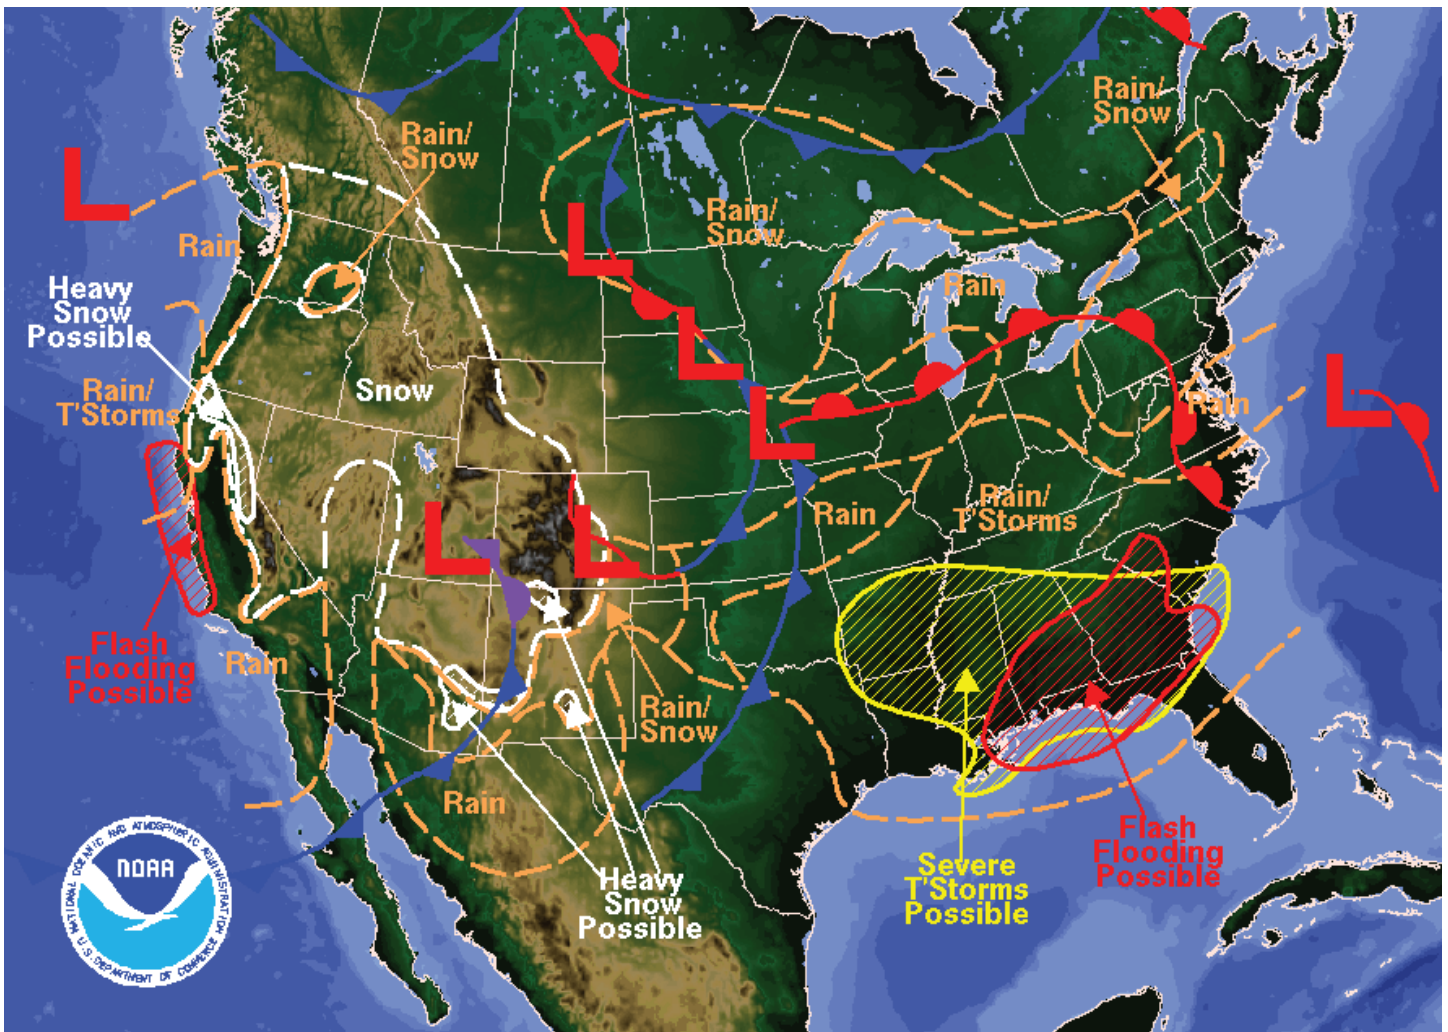 Rain/
Snow
Rain/
Snow
L
Rain
Rain/
Snow
L
Heavy
Snow
Possible
Rain
L
Rain/
T'Storms
Snow
L
Rain
L
Rain
Rain/
T'Storms
L
L
Flash
Flooding
Possible
Rain
Rain/
Snow
Rain
NATIONAL OCEANIC AND ATMOSPHERIC ADMINISTRATION
NOAA
U.S. DEPARTMENT OF COMMERCE
Heavy
Snow
Possible
Severe
T'Storms
Possible
Flash
Flooding
Possible